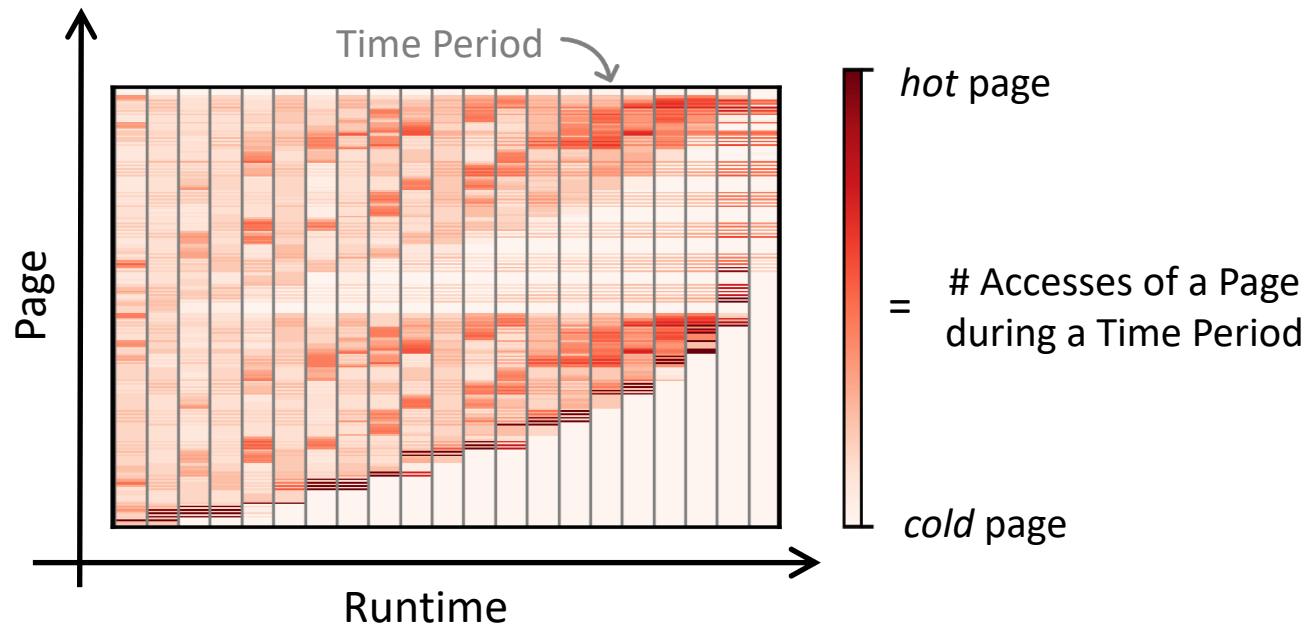 Time Period
hot page
Page
=
# Accesses of a Page
during a Time Period
cold page
Runtime